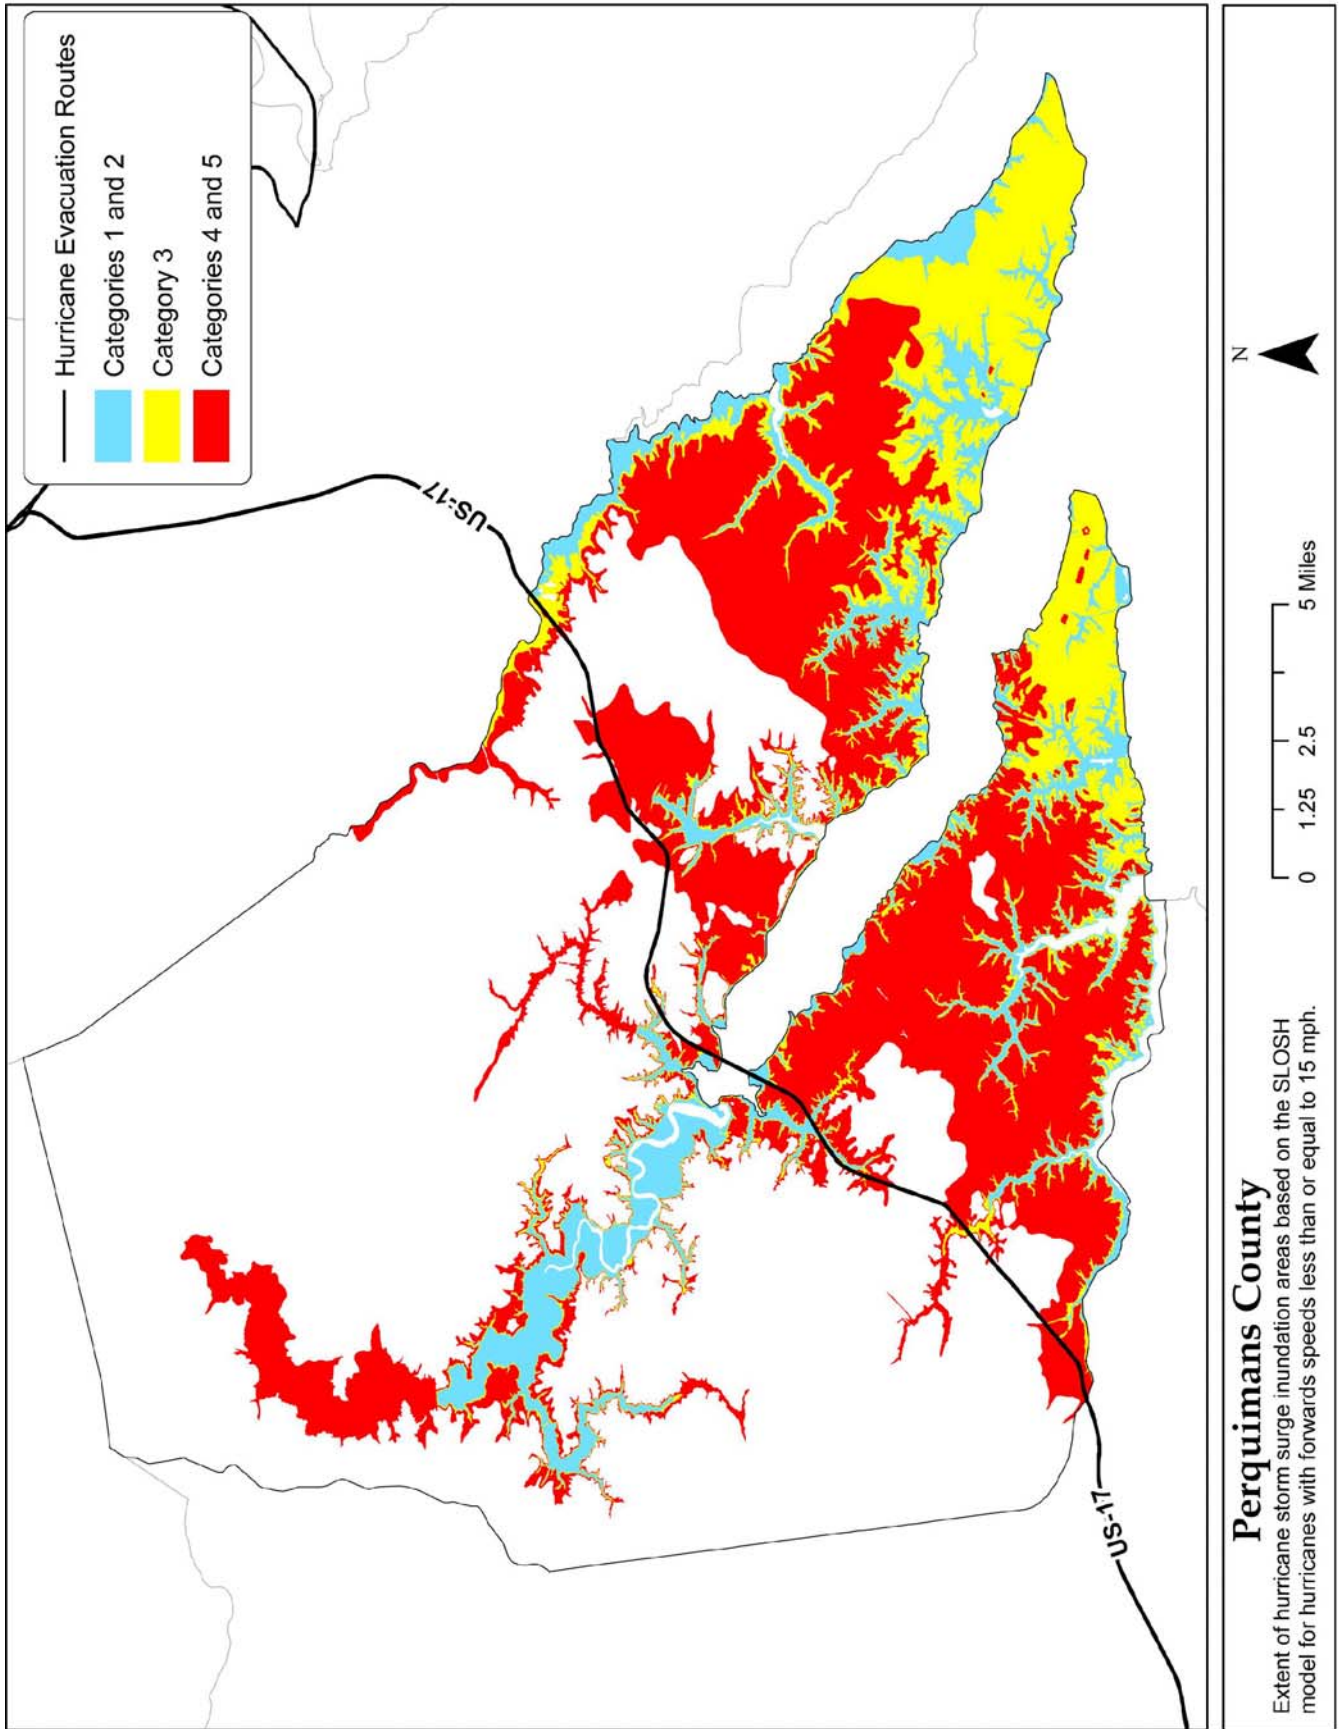 Hurricane Evacuation Routes
Categories 1 and 2
Category 3
Categories 4 and 5
US-17
US-17
Perquimans County
Extent of hurricane storm surge inundation areas based on the SLOSH
model for hurricanes with forwards speeds less than or equal to 15 mph.
0 1.25 2.5 5 Miles
N